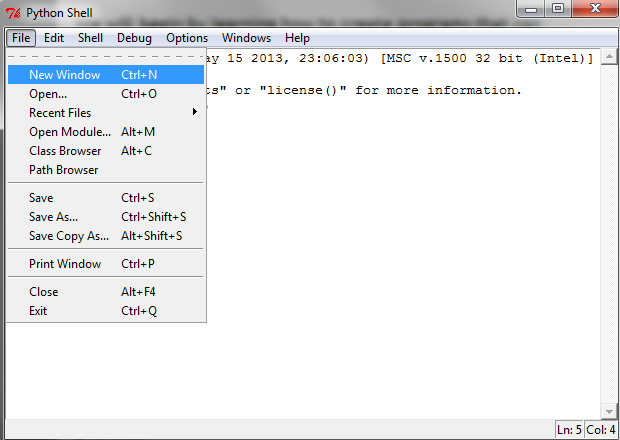 Python Shell
File Edit Shell Debug Options Windows Help
ay 15 2013, 23:06:03) [MSC v.1500 32 bit (Intel)]
New Window Ctrl+N
Open... Ctrl+O
ts" or "license()" for more information.
Recent Files
Open Module... Alt+M
Class Browser Alt+C
Path Browser
Save Ctrl+S
Save As... Ctrl+Shift+S
Save Copy As... Alt+Shift+S
Print Window Ctrl+P
Close Alt+F4
Exit Ctrl+Q
Ln: 5 Col: 4